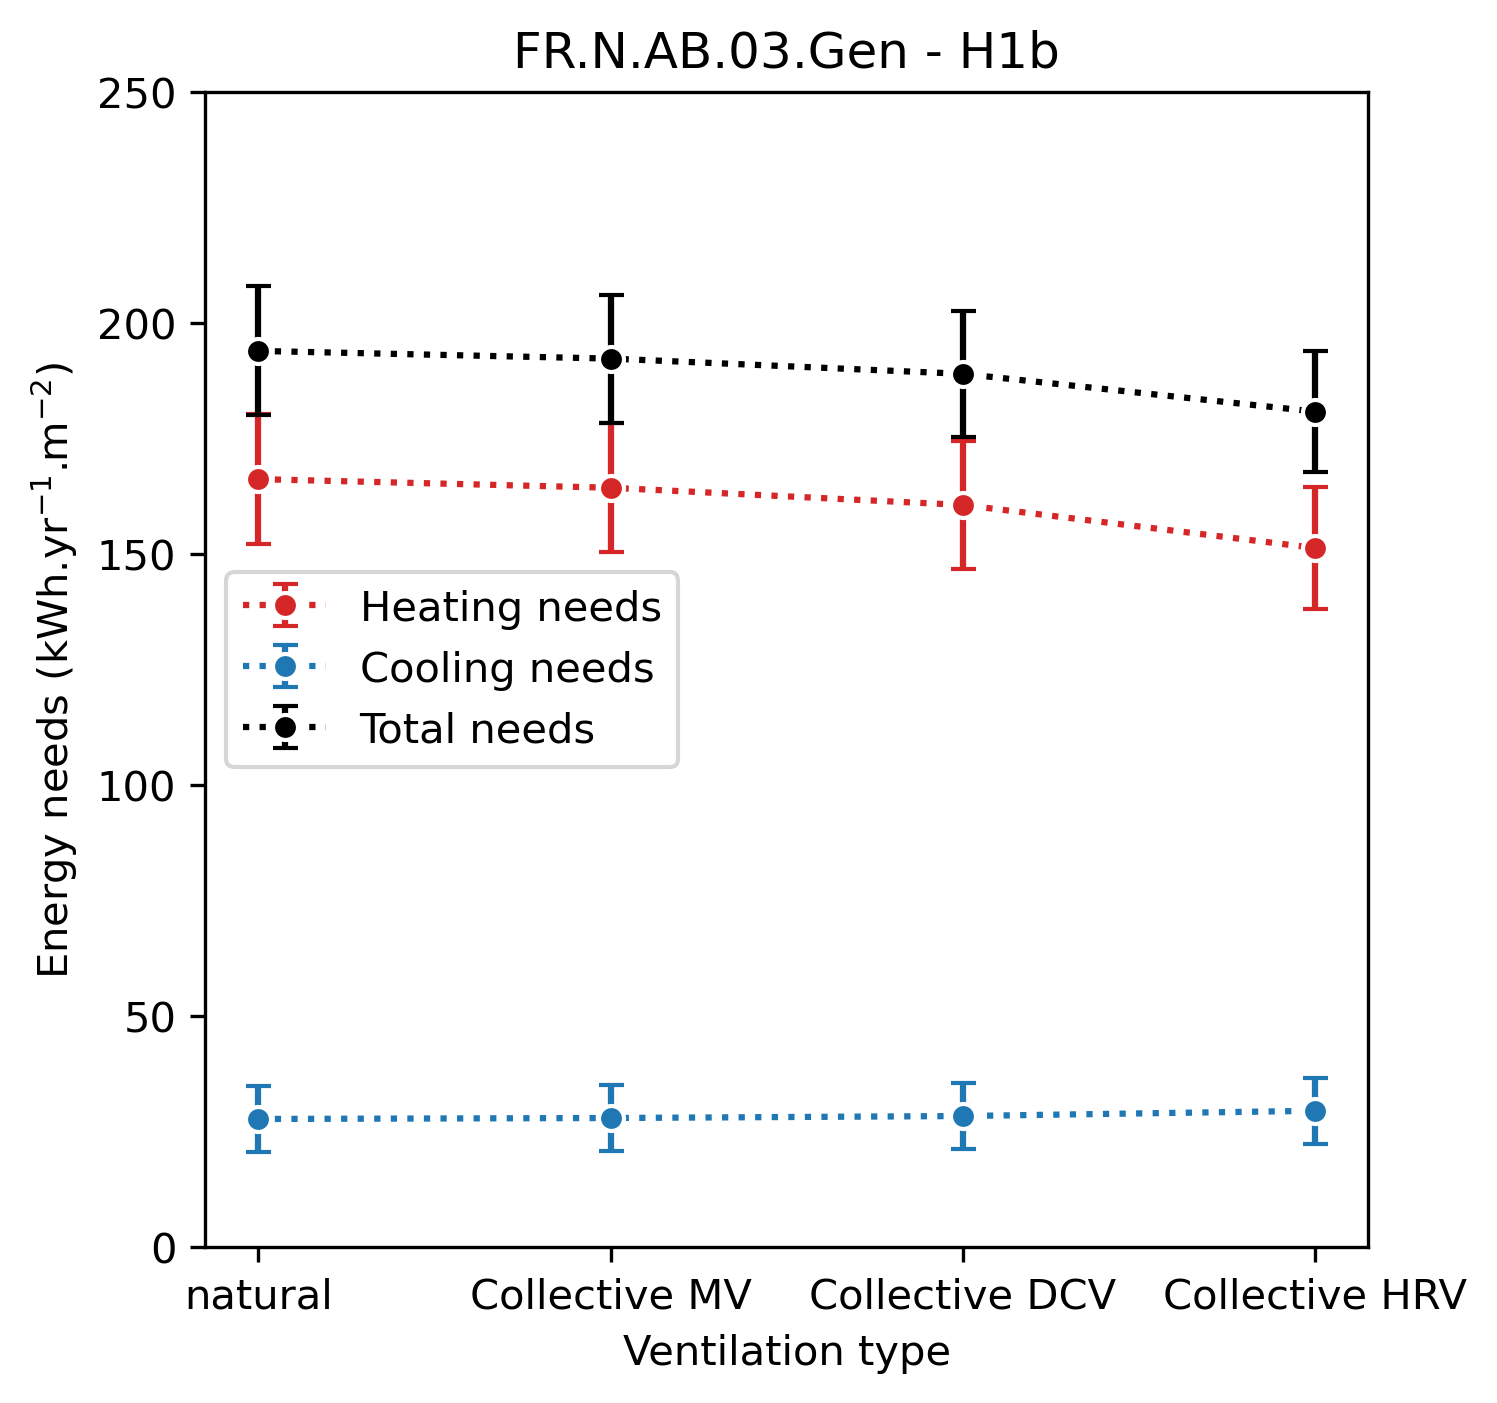 FR.N.AB.03.Gen - H1b
250
200
150
100
50
0
Energy needs (kWh.yr⁻¹.m⁻²)
Heating needs
Cooling needs
Total needs
natural Collective MV Collective DCV Collective HRV
Ventilation type